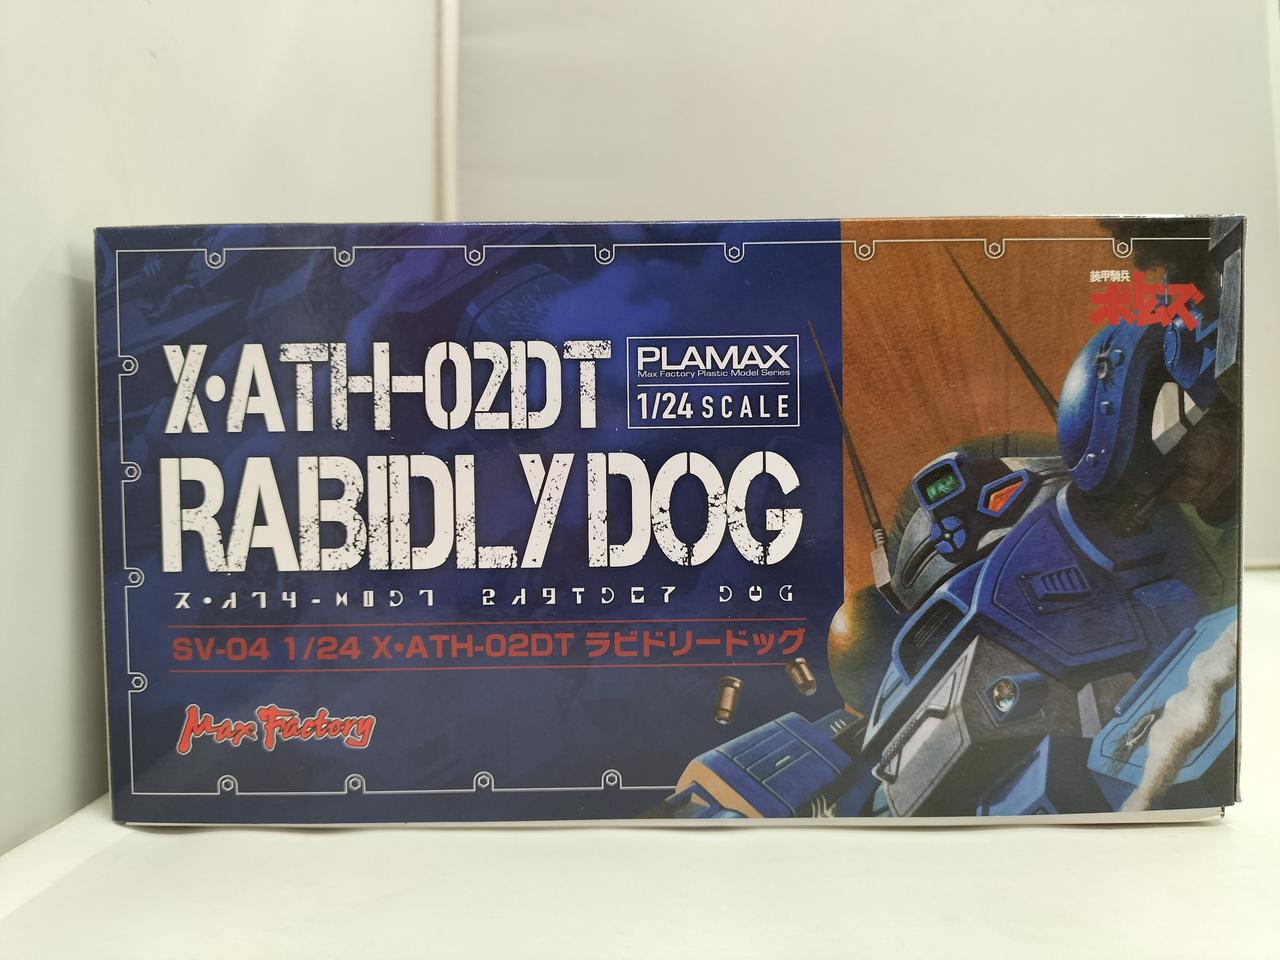 装甲騎兵
ボトムズ
X・ATH-02DT
PLAMAX
Max Factory Plastic Model Series
1/24 SCALE
RABIDLY DOG
SV-04 1/24 X・ATH-02DT ラビドリードッグ
Max Factory